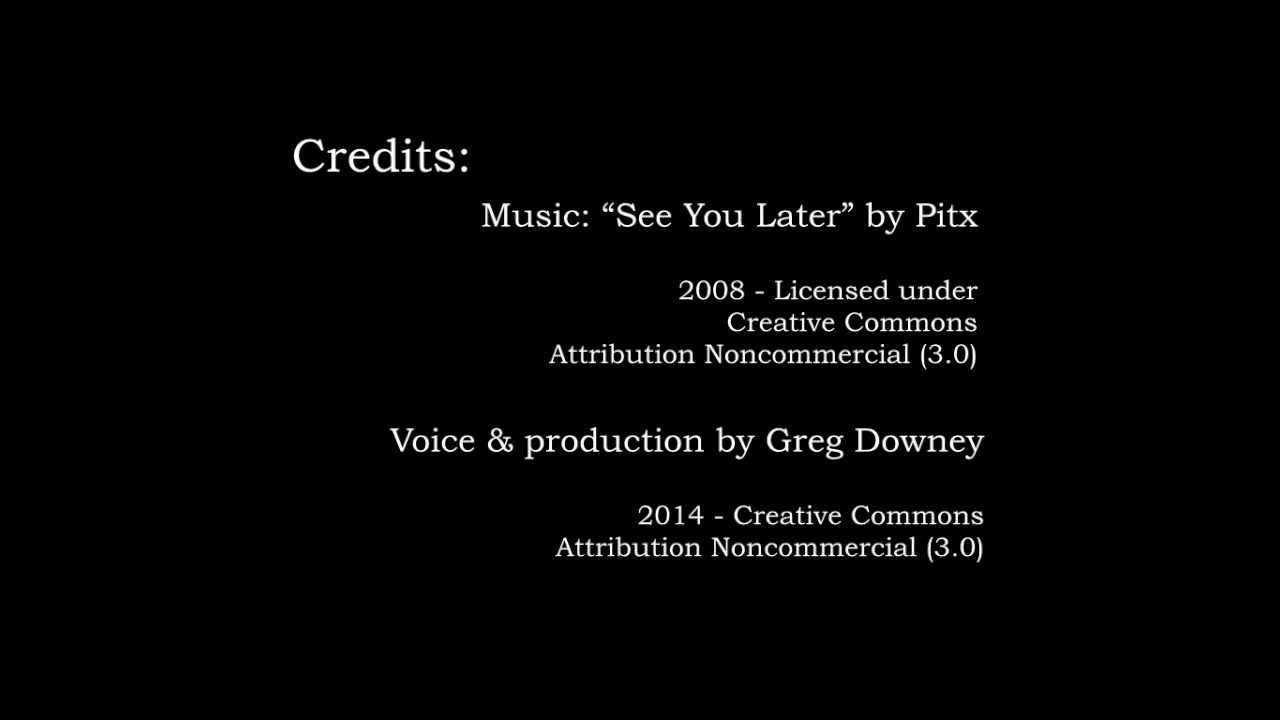 Credits:
Music: “See You Later” by Pitx
2008 - Licensed under
Creative Commons
Attribution Noncommercial (3.0)
Voice & production by Greg Downey
2014 - Creative Commons
Attribution Noncommercial (3.0)